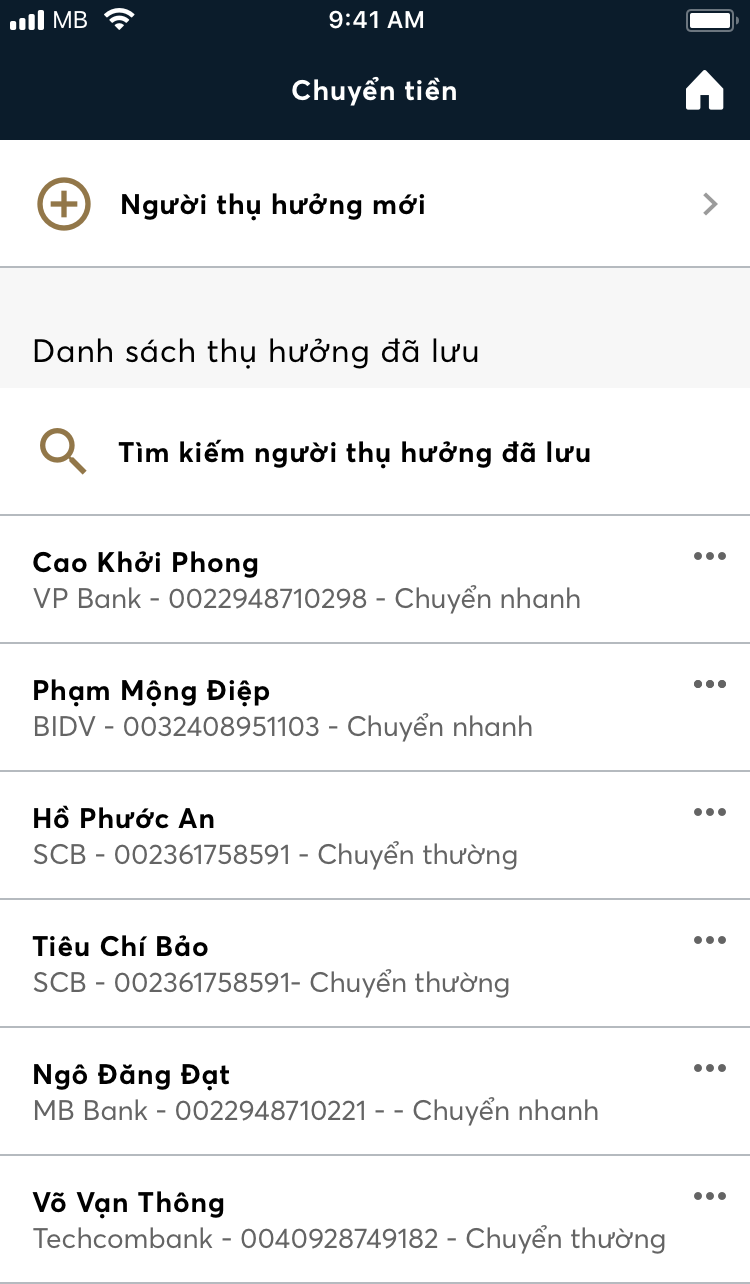 MB
9:41 AM
Chuyển tiền
Người thụ hưởng mới
Danh sách thụ hưởng đã lưu
Tìm kiếm người thụ hưởng đã lưu
Cao Khởi Phong
VP Bank - 0022948710298 - Chuyển nhanh
Phạm Mộng Điệp
BIDV - 0032408951103 - Chuyển nhanh
Hồ Phước An
SCB - 002361758591 - Chuyển thường
Tiêu Chí Bảo
SCB - 002361758591- Chuyển thường
Ngô Đăng Đạt
MB Bank - 0022948710221 - - Chuyển nhanh
Võ Vạn Thông
Techcombank - 0040928749182 - Chuyển thường